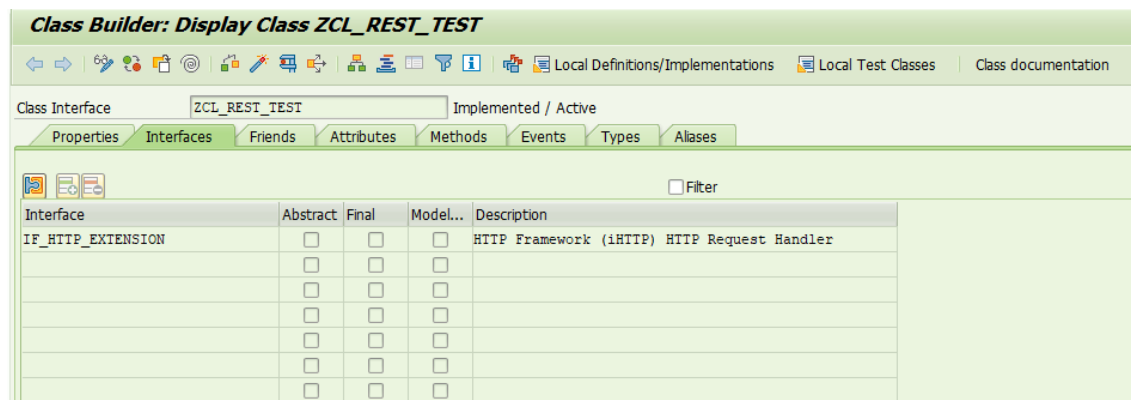 Class Builder: Display Class ZCL_REST_TEST
Local Definitions/Implementations Local Test Classes Class documentation
Class Interface ZCL_REST_TEST Implemented / Active
Properties Interfaces Friends Attributes Methods Events Types Aliases
Filter
Interface Abstract Final Model... Description
IF_HTTP_EXTENSION HTTP Framework (iHTTP) HTTP Request Handler